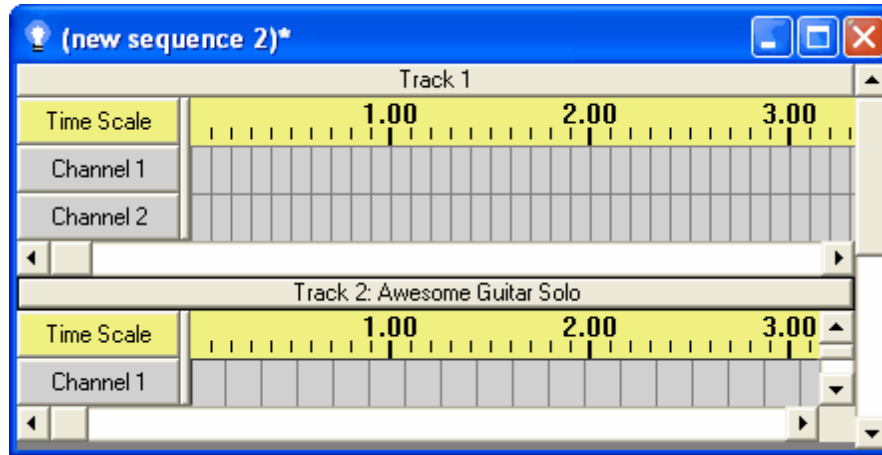 (new sequence 2)*
Track 1
Time Scale 1.00 2.00 3.00
Channel 1
Channel 2
Track 2: Awesome Guitar Solo
Time Scale 1.00 2.00 3.00
Channel 1